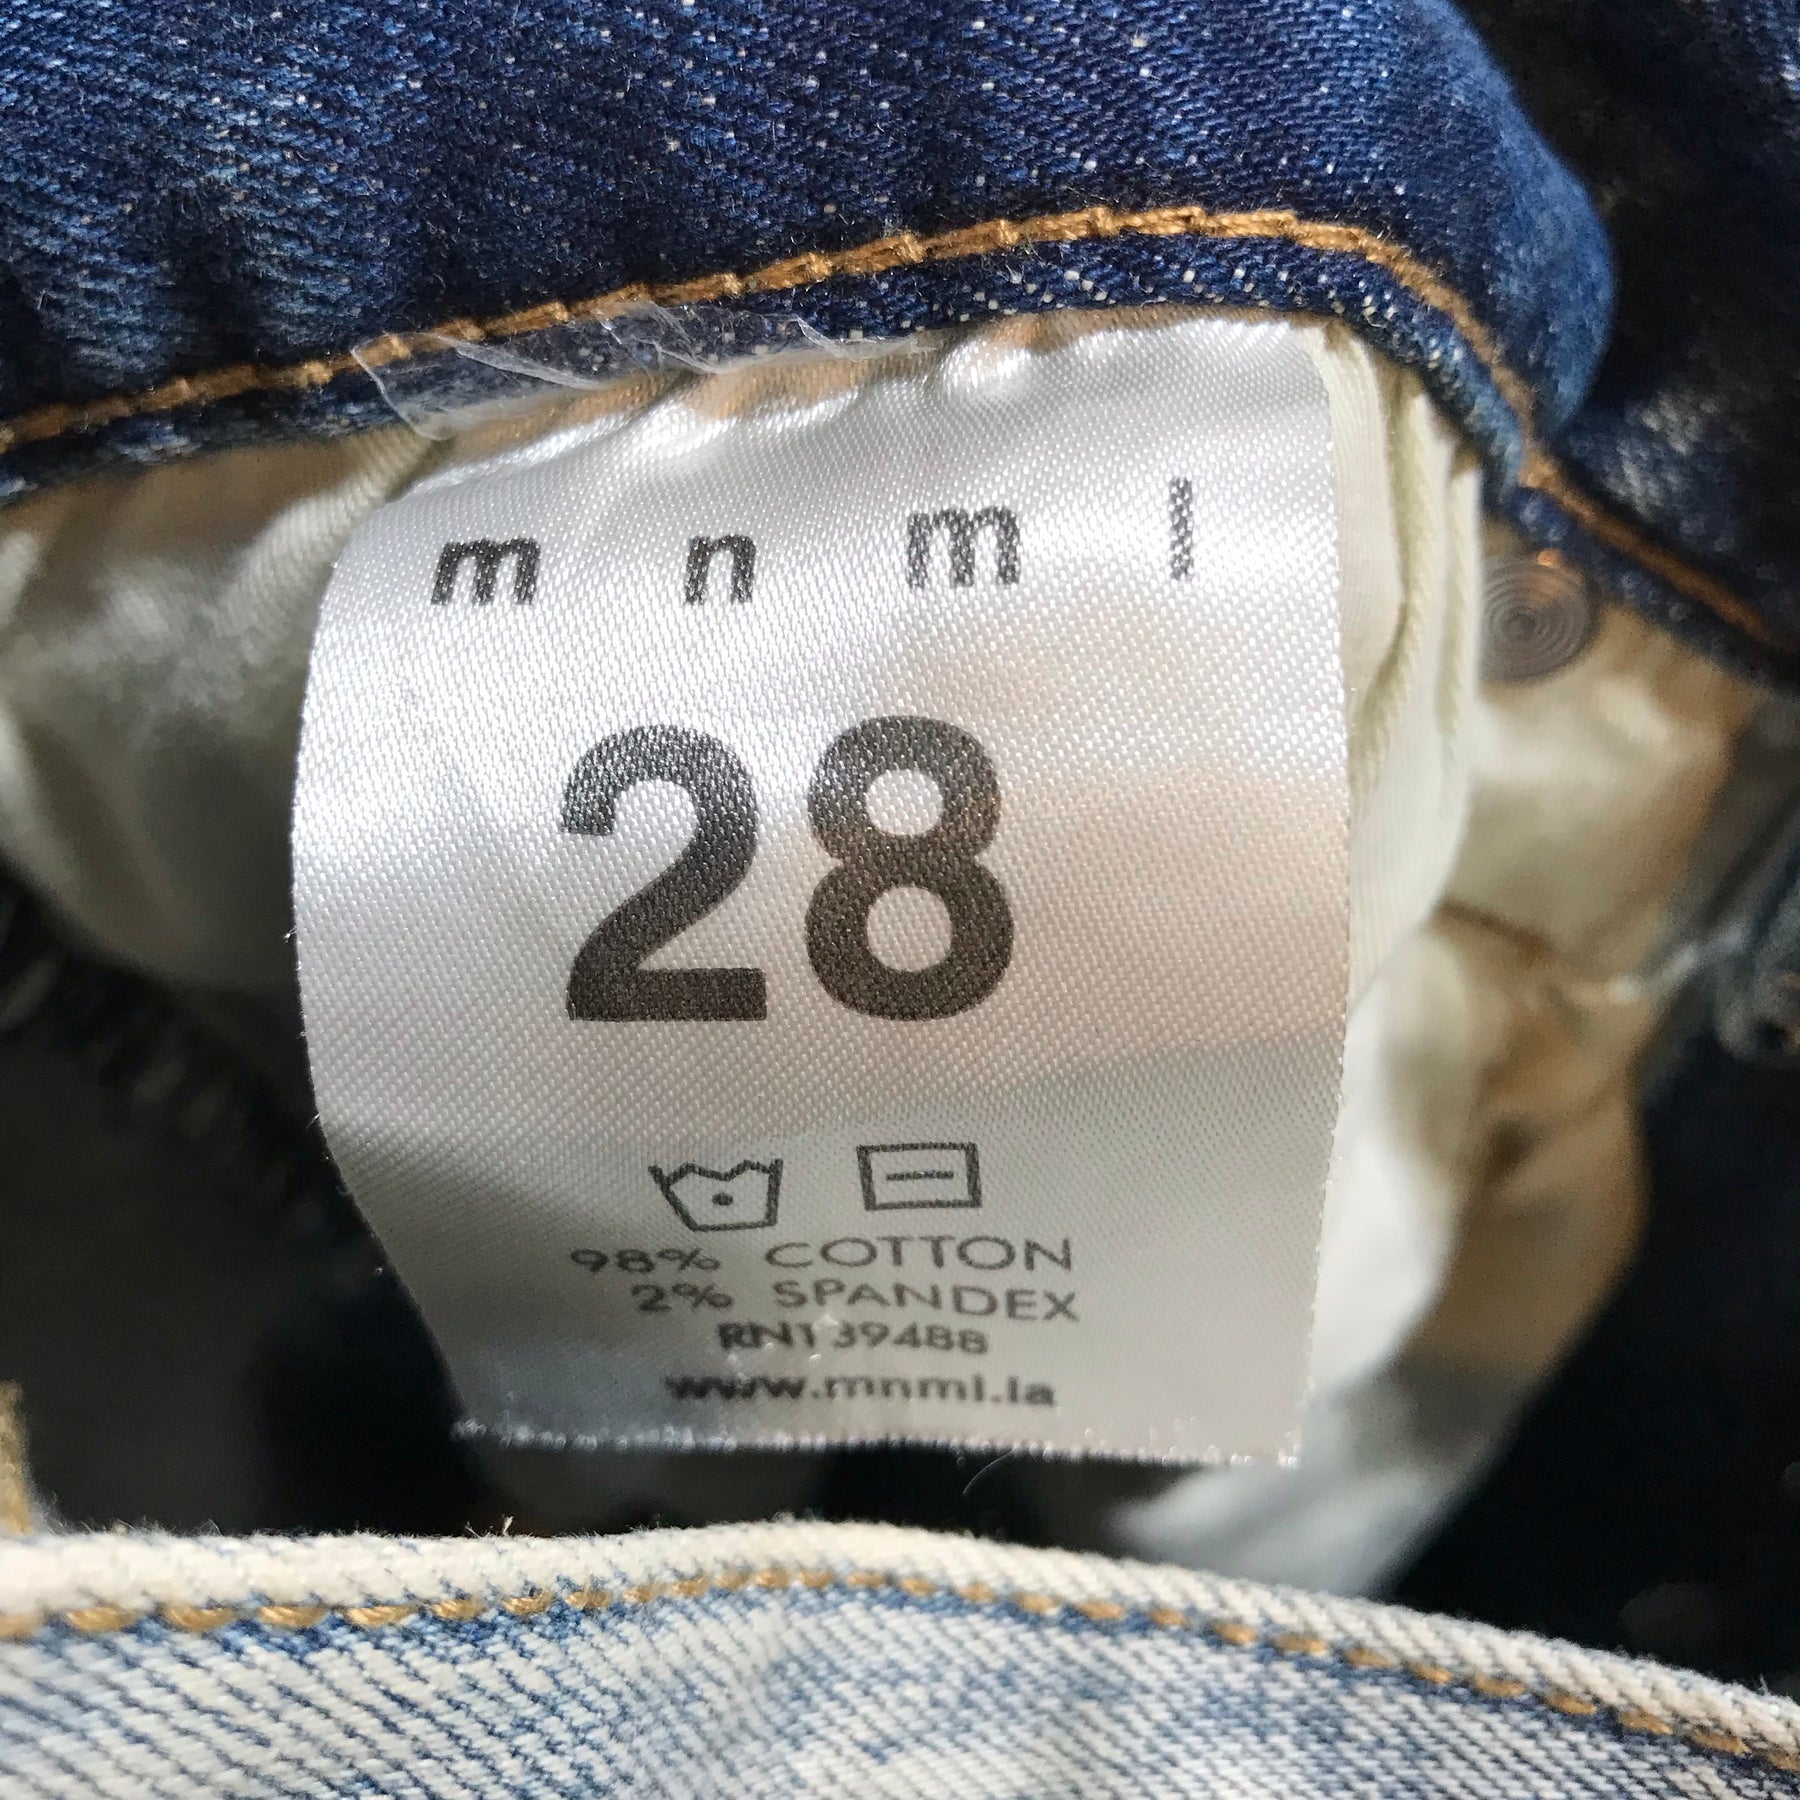 m n m l
28
98% COTTON
2% SPANDEX
RN139488
www.mnml.la